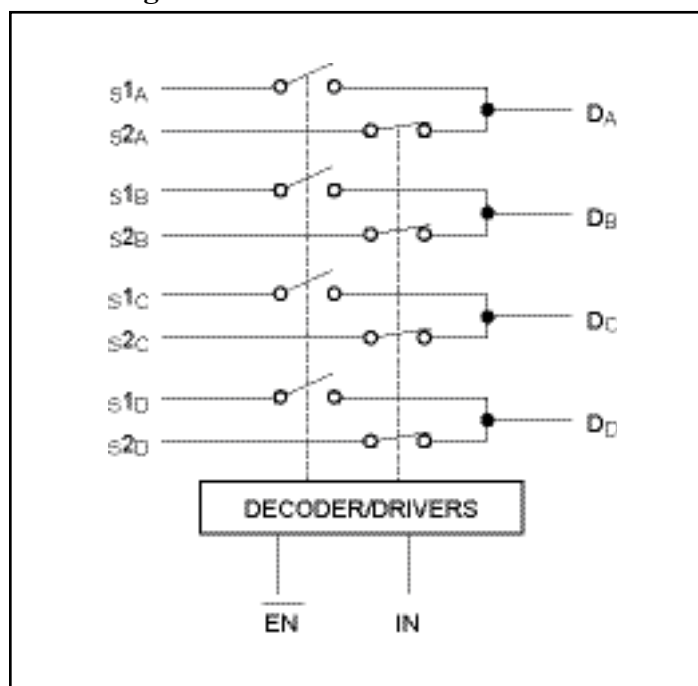 S1A
DA
S2A
S1B
DB
S2B
S1C
DC
S2C
S1D
DD
S2D
DECODER/DRIVERS
EN IN